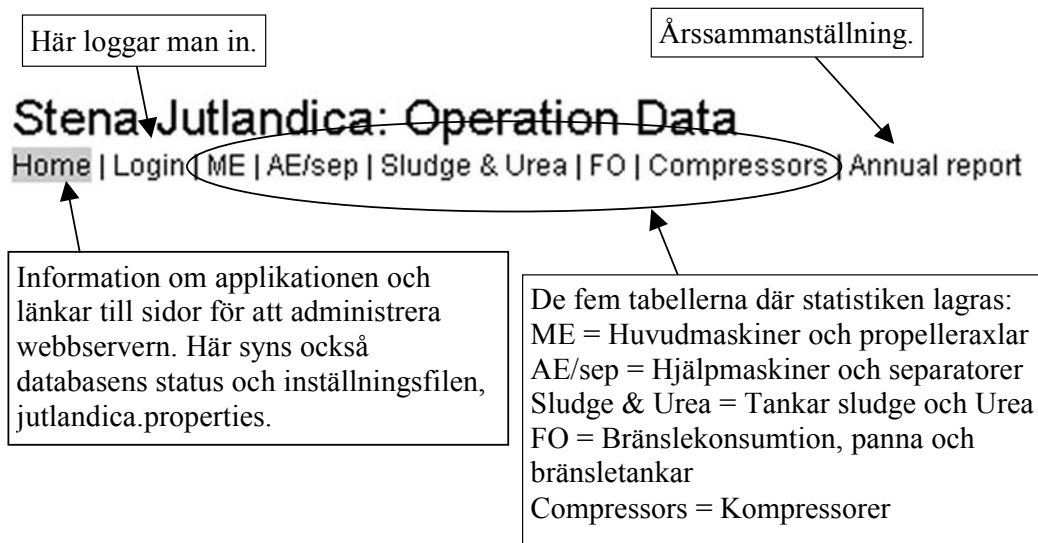 Här loggar man in.
Årssammanställning.
Stena Jutlandica: Operation Data
Home | Login | ME | AE/sep | Sludge & Urea | FO | Compressors | Annual report
Information om applikationen och
länkar till sidor för att administrera
webbservern. Här syns också
databasens status och inställningsfilen,
jutlandica.properties.
De fem tabellerna där statistiken lagras:
ME = Huvudmaskiner och propelleraxlar
AE/sep = Hjälpmaskiner och separatorer
Sludge & Urea = Tankar sludge och Urea
FO = Bränslekonsumtion, panna och
bränsletankar
Compressors = Kompressorer